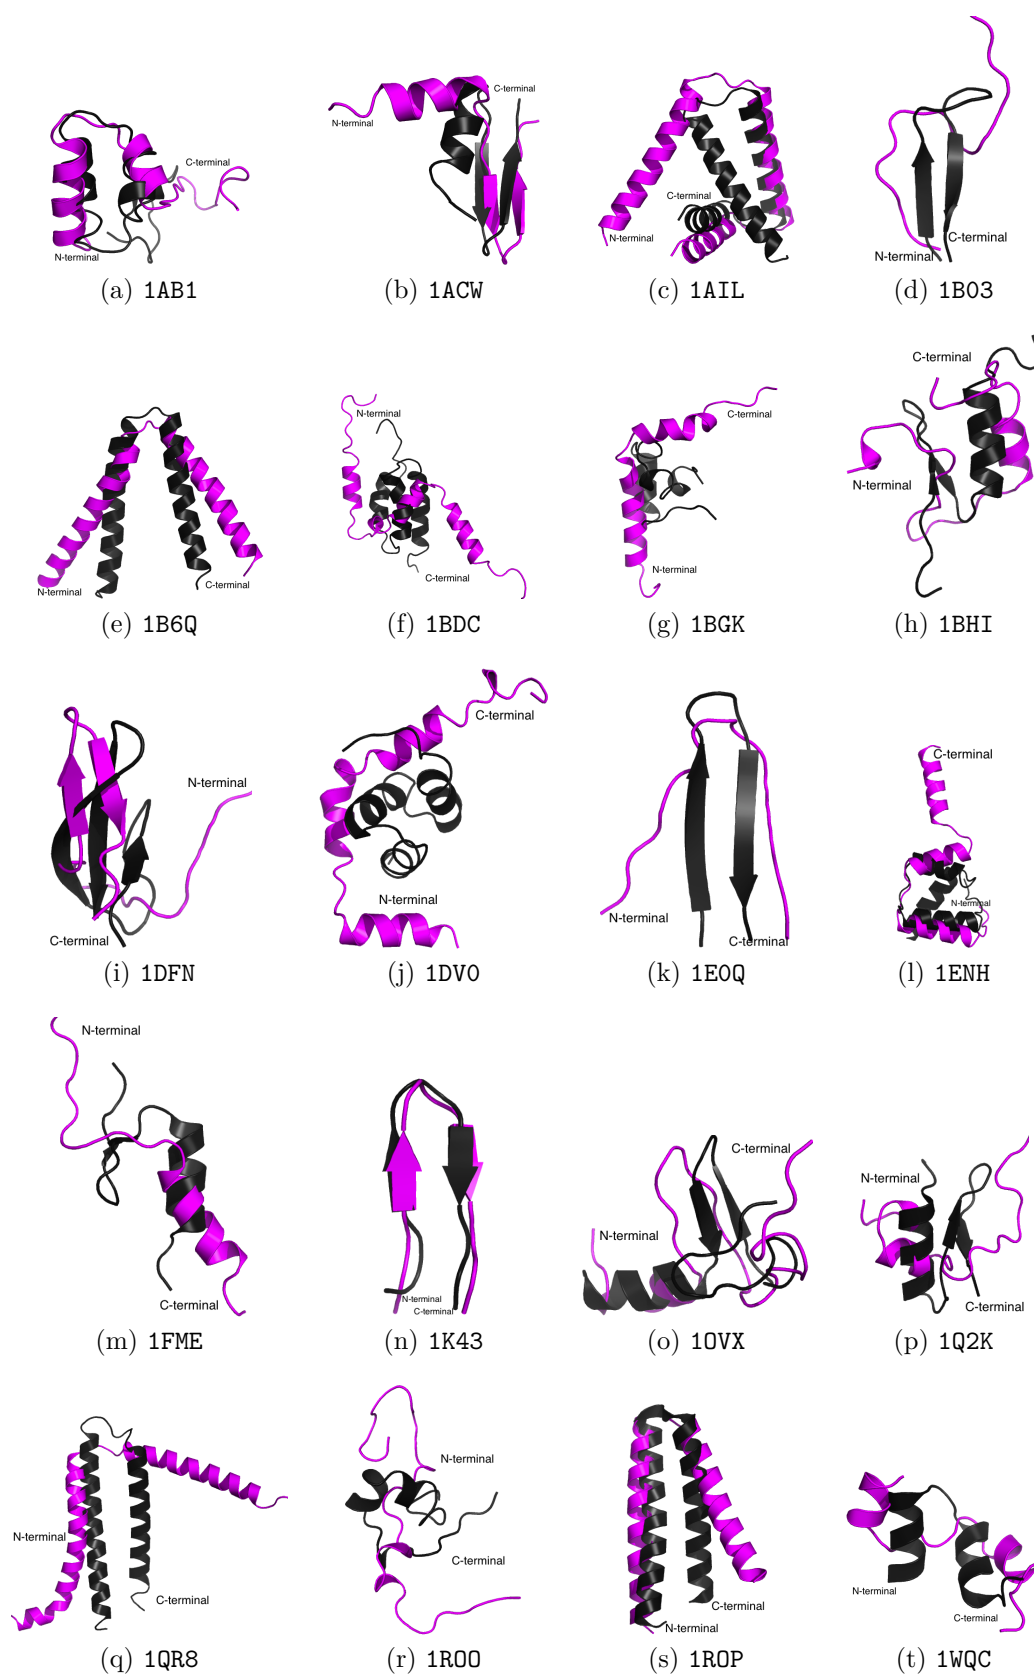 C-terminal
N-terminal
(a) 1AB1
C-terminal
N-terminal
(b) 1ACW
C-terminal
N-terminal
(c) 1AIL
C-terminal
N-terminal
(d) 1B03
N-terminal
C-terminal
(e) 1B6Q
N-terminal
C-terminal
(f) 1BDC
C-terminal
N-terminal
(g) 1BGK
C-terminal
N-terminal
(h) 1BHI
N-terminal
C-terminal
(i) 1DFN
C-terminal
N-terminal
(j) 1DV0
N-terminal
C-terminal
(k) 1E0Q
C-terminal
N-terminal
(l) 1ENH
N-terminal
C-terminal
(m) 1FME
N-terminal
C-terminal
(n) 1K43
C-terminal
N-terminal
(o) 1OVX
N-terminal
C-terminal
(p) 1Q2K
N-terminal
C-terminal
(q) 1QR8
N-terminal
C-terminal
(r) 1ROO
C-terminal
N-terminal
(s) 1ROP
N-terminal
C-terminal
(t) 1WQC